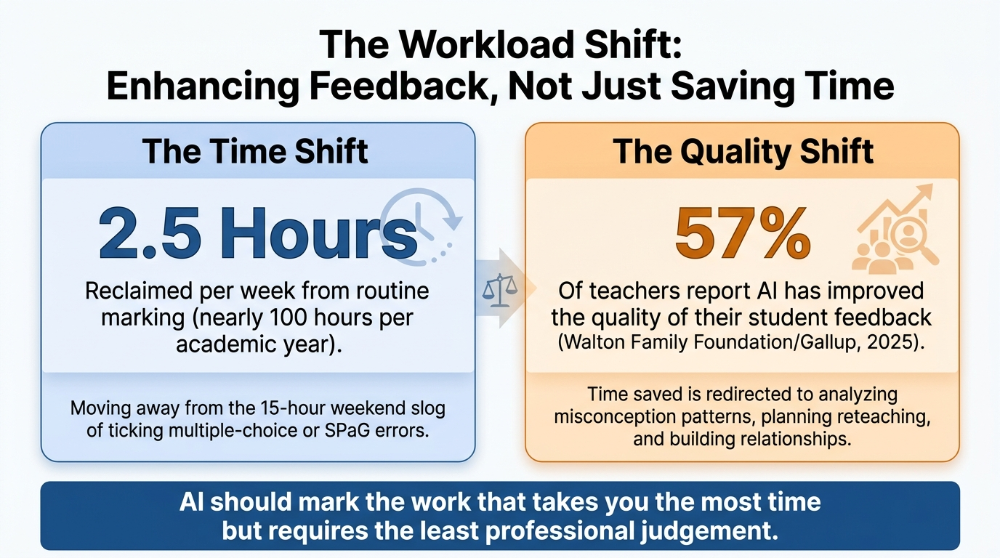 The Workload Shift:
Enhancing Feedback, Not Just Saving Time
The Time Shift
2.5 Hours
Reclaimed per week from routine
marking (nearly 100 hours per
academic year).
Moving away from the 15-hour weekend slog
of ticking multiple-choice or SPaG errors.
The Quality Shift
57%
Of teachers report AI has improved
the quality of their student feedback
(Walton Family Foundation/Gallup, 2025).
Time saved is redirected to analyzing
misconception patterns, planning reteaching,
and building relationships.
AI should mark the work that takes you the most time
but requires the least professional judgement.